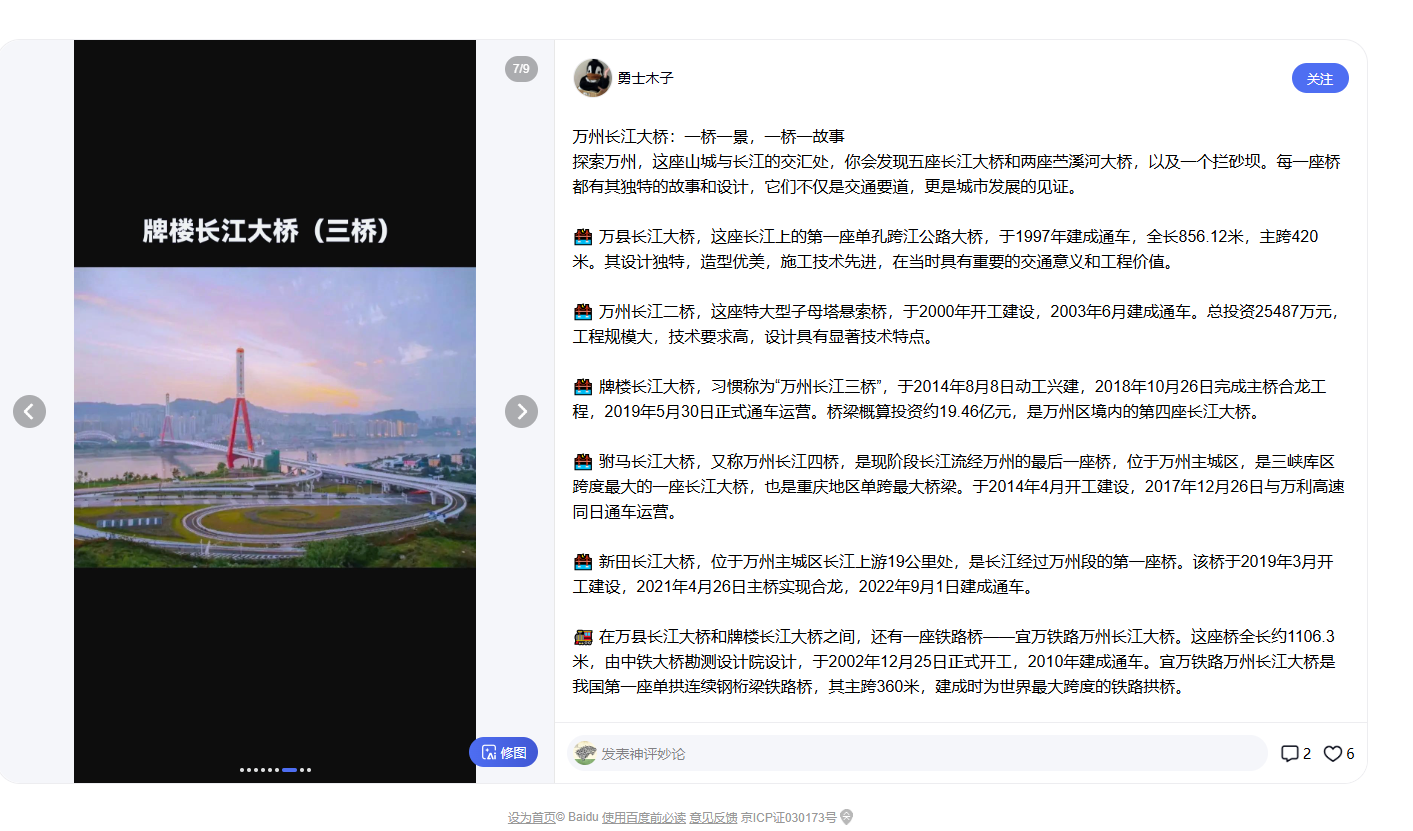 7/9
牌楼长江大桥（三桥）
修图
勇士木子
关注
万州长江大桥：一桥一景，一桥一故事
探索万州，这座山城与长江的交汇处，你会发现五座长江大桥和两座苎溪河大桥，以及一个拦砂坝。每一座桥
都有其独特的故事和设计，它们不仅是交通要道，更是城市发展的见证。
万县长江大桥，这座长江上的第一座单孔跨江公路大桥，于1997年建成通车，全长856.12米，主跨420
米。其设计独特，造型优美，施工技术先进，在当时具有重要的交通意义和工程价值。
万州长江二桥，这座特大型子母塔悬索桥，于2000年开工建设，2003年6月建成通车。总投资25487万元，
工程规模大，技术要求高，设计具有显著技术特点。
牌楼长江大桥，习惯称为“万州长江三桥”，于2014年8月8日动工兴建，2018年10月26日完成主桥合龙工
程，2019年5月30日正式通车运营。桥梁概算投资约19.46亿元，是万州区境内的第四座长江大桥。
驸马长江大桥，又称万州长江四桥，是现阶段长江流经万州的最后一座桥，位于万州主城区，是三峡库区
跨度最大的一座长江大桥，也是重庆地区单跨最大桥梁。于2014年4月开工建设，2017年12月26日与万利高速
同日通车运营。
新田长江大桥，位于万州主城区长江上游19公里处，是长江经过万州段的第一座桥。该桥于2019年3月开
工建设，2021年4月26日主桥实现合龙，2022年9月1日建成通车。
在万县长江大桥和牌楼长江大桥之间，还有一座铁路桥——宜万铁路万州长江大桥。这座桥全长约1106.3
米，由中铁大桥勘测设计院设计，于2002年12月25日正式开工，2010年建成通车。宜万铁路万州长江大桥是
我国第一座单拱连续钢桁梁铁路桥，其主跨360米，建成时为世界最大跨度的铁路拱桥。
发表神评妙论
2
6
设为首页© Baidu 使用百度前必读 意见反馈 京ICP证030173号